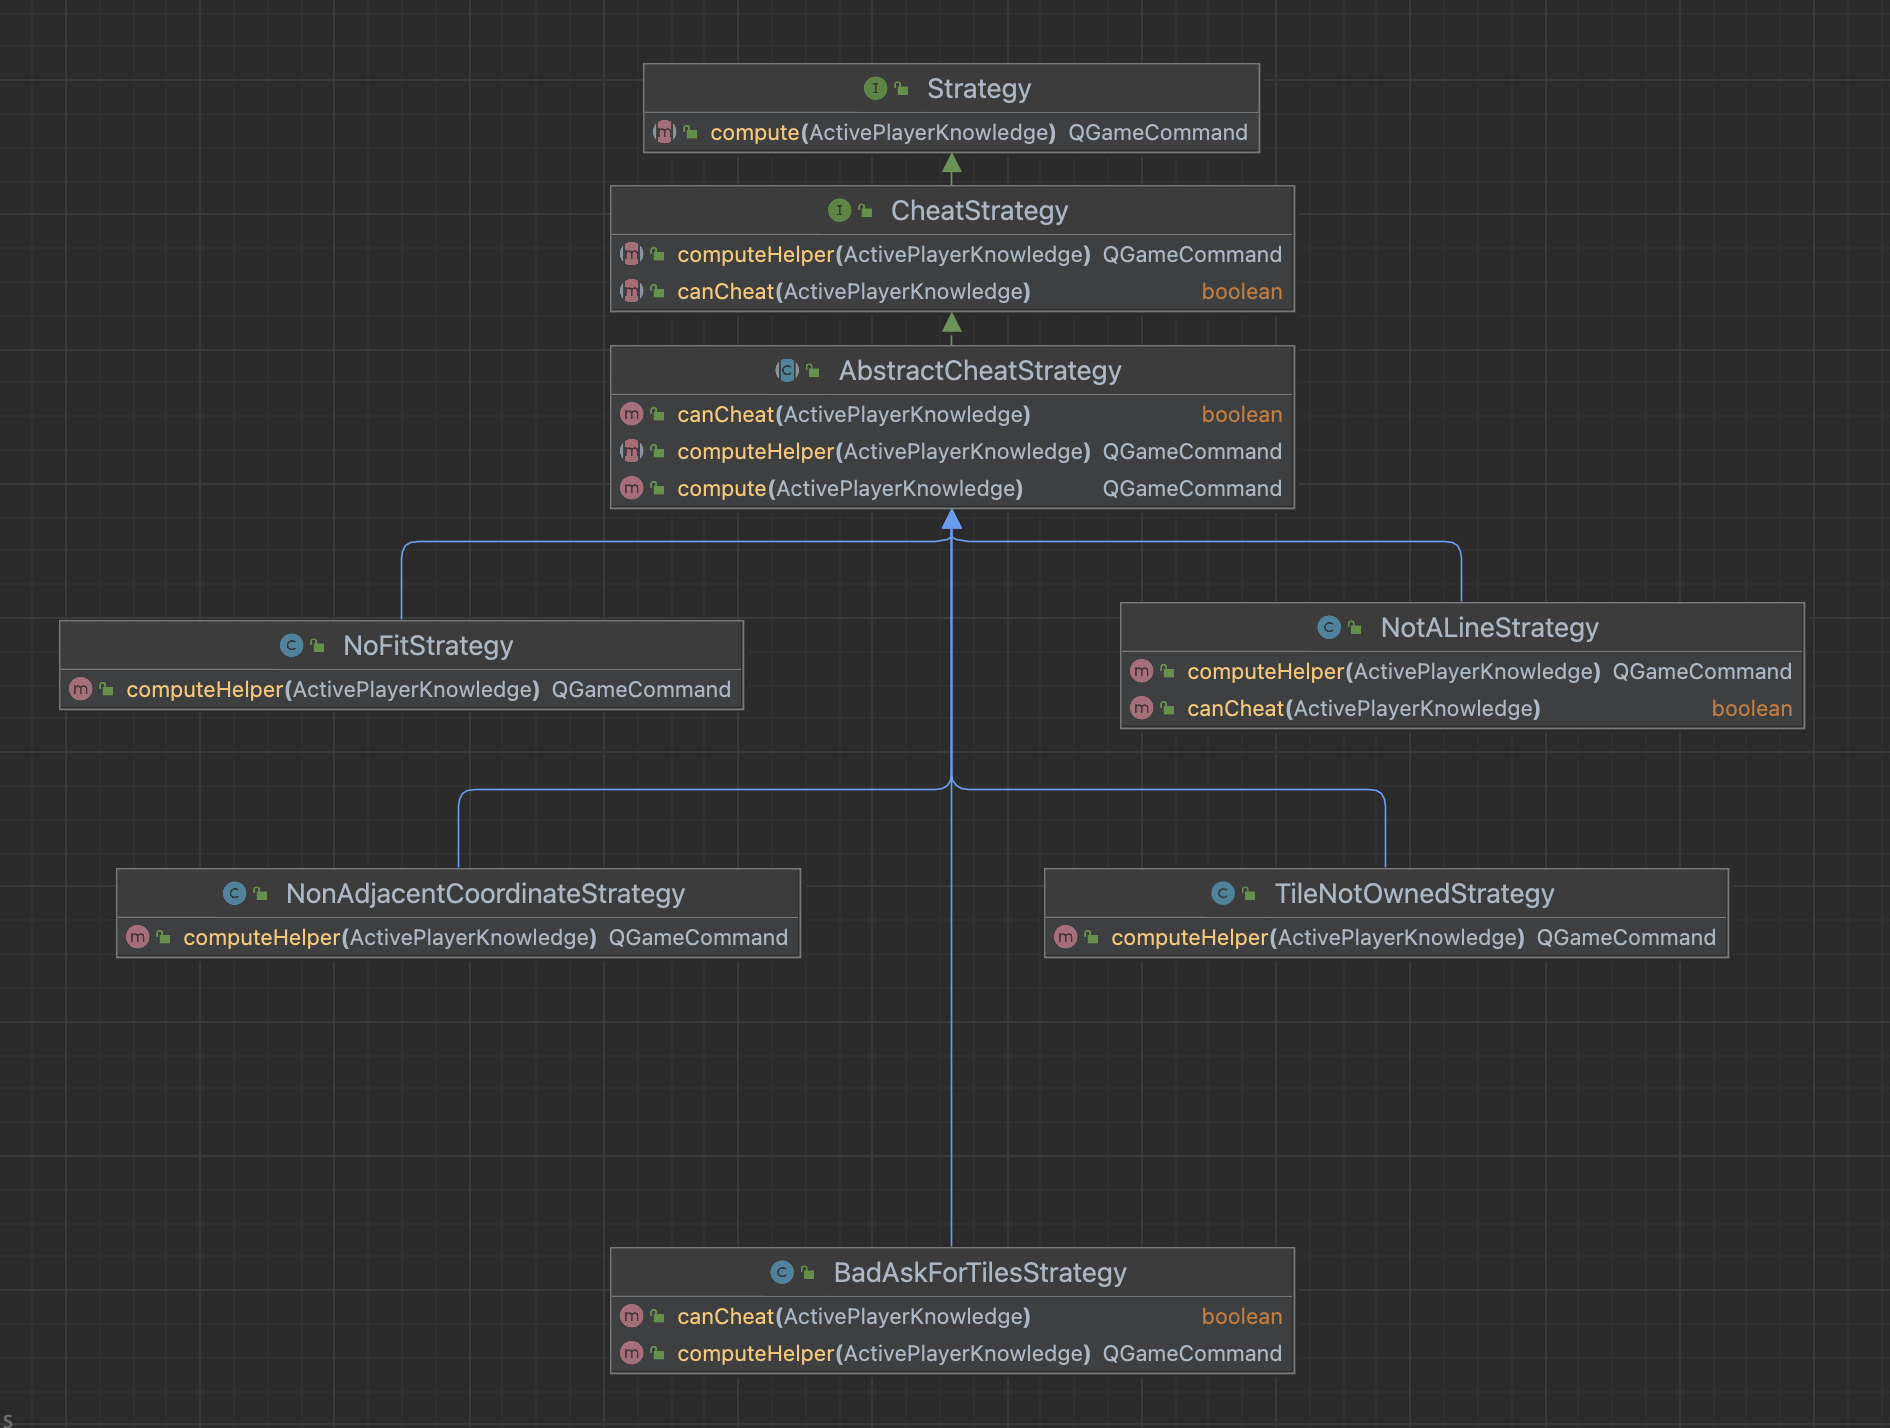 Strategy
compute(ActivePlayerKnowledge) QGameCommand
CheatStrategy
computeHelper(ActivePlayerKnowledge) QGameCommand
canCheat(ActivePlayerKnowledge) boolean
AbstractCheatStrategy
canCheat(ActivePlayerKnowledge) boolean
computeHelper(ActivePlayerKnowledge) QGameCommand
compute(ActivePlayerKnowledge) QGameCommand
NoFitStrategy
computeHelper(ActivePlayerKnowledge) QGameCommand
NotALineStrategy
computeHelper(ActivePlayerKnowledge) QGameCommand
canCheat(ActivePlayerKnowledge) boolean
NonAdjacentCoordinateStrategy
computeHelper(ActivePlayerKnowledge) QGameCommand
TileNotOwnedStrategy
computeHelper(ActivePlayerKnowledge) QGameCommand
BadAskForTilesStrategy
canCheat(ActivePlayerKnowledge) boolean
computeHelper(ActivePlayerKnowledge) QGameCommand
s